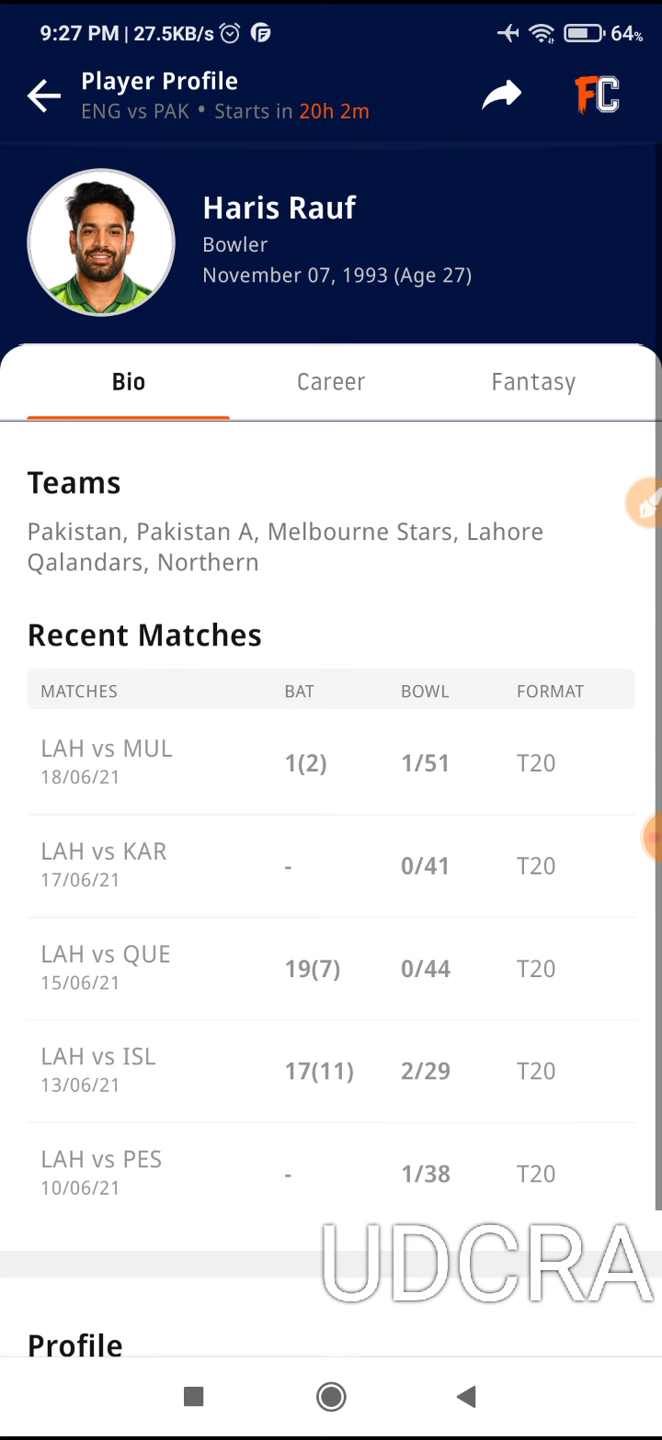 9:27 PM | 27.5KB/s
64%
Player Profile
ENG vs PAK • Starts in 20h 2m
FC
Haris Rauf
Bowler
November 07, 1993 (Age 27)
Bio Career Fantasy
Teams
Pakistan, Pakistan A, Melbourne Stars, Lahore
Qalandars, Northern
Recent Matches
MATCHES BAT BOWL FORMAT
LAH vs MUL
18/06/21
1(2) 1/51 T20
LAH vs KAR
17/06/21
- 0/41 T20
LAH vs QUE
15/06/21
19(7) 0/44 T20
LAH vs ISL
13/06/21
17(11) 2/29 T20
LAH vs PES
10/06/21
- 1/38 T20
UDCRA
Profile